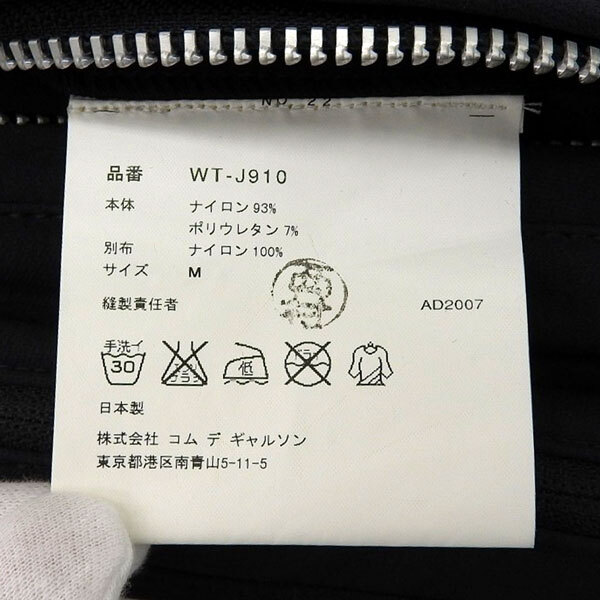 NO. 22
品番 WT-J910
本体 ナイロン 93%
ポリウレタン 7%
別布 ナイロン 100%
サイズ M
縫製責任者
AD2007
手洗イ
30 低
日本製
株式会社 コム デ ギャルソン
東京都港区南青山5-11-5